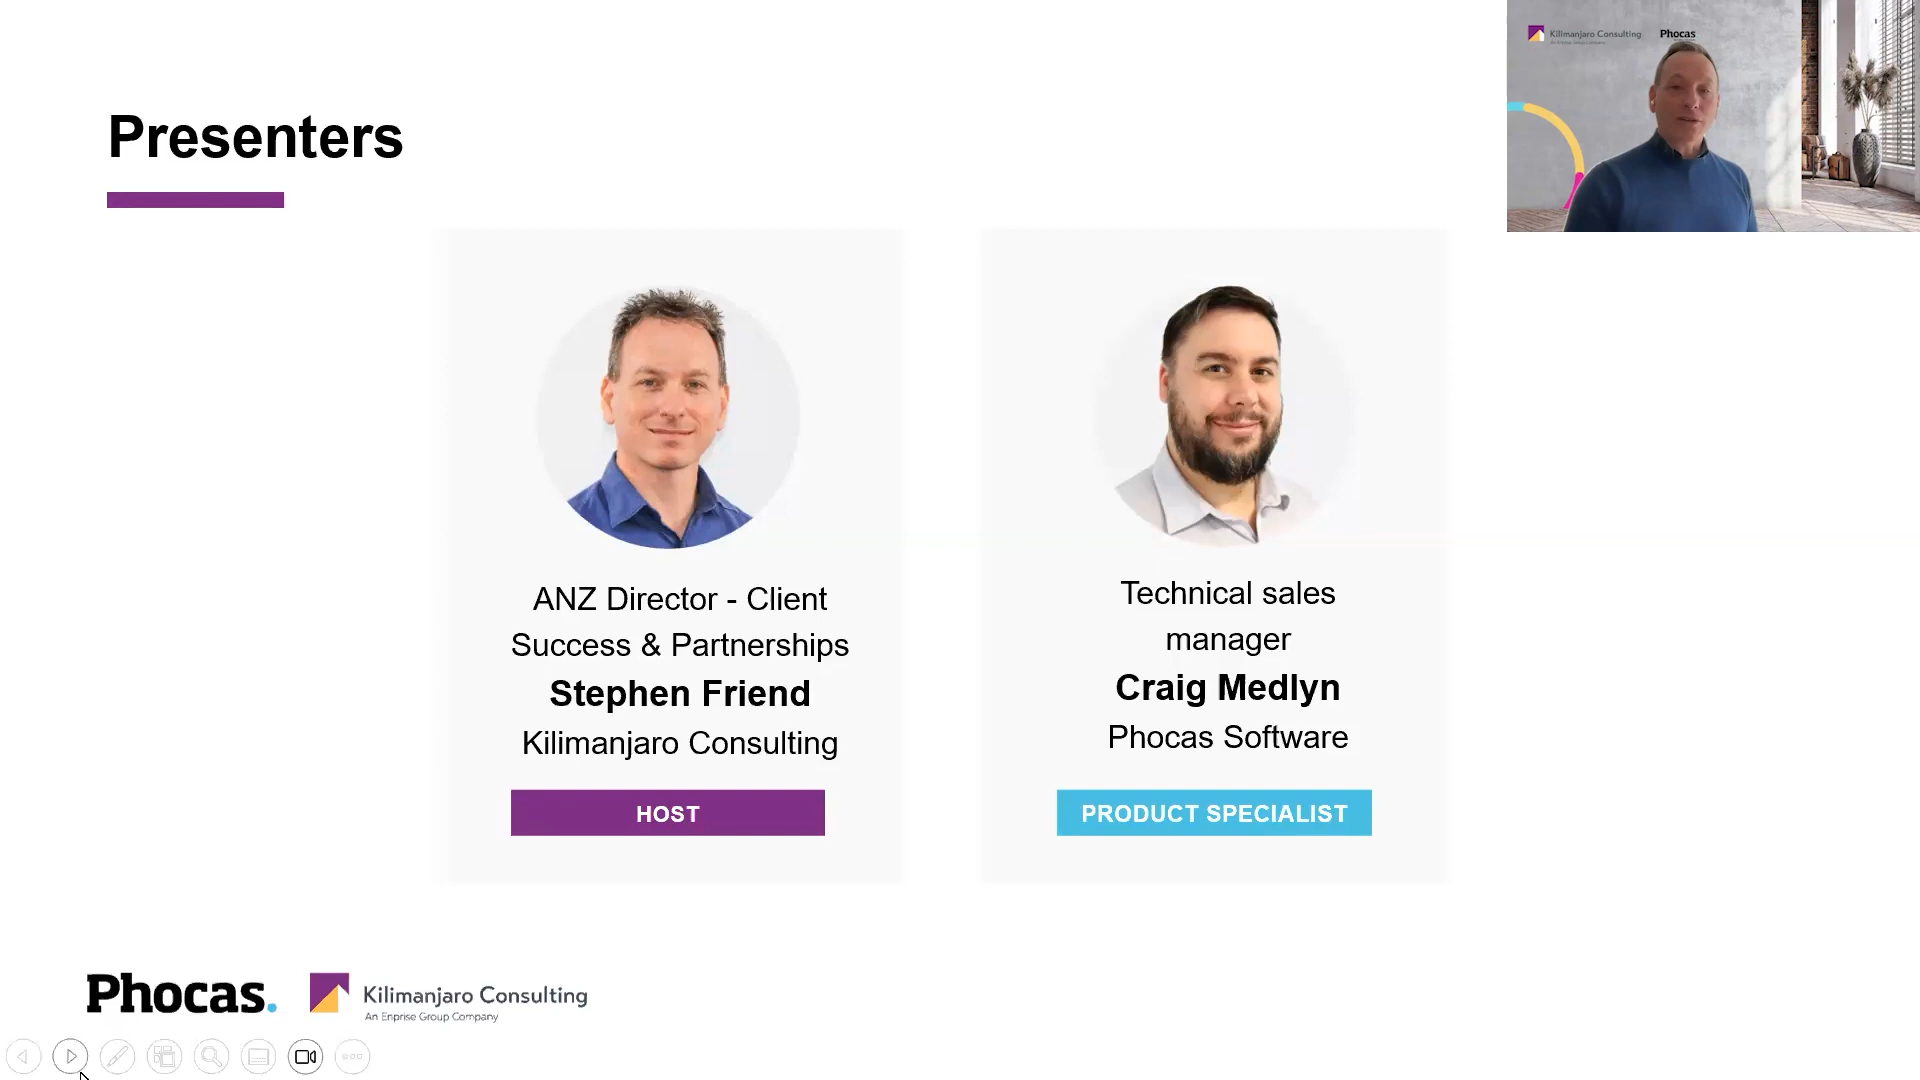 Kilimanjaro Consulting
Phocas
Presenters
ANZ Director - Client
Success & Partnerships
Stephen Friend
Kilimanjaro Consulting
HOST
Technical sales
manager
Craig Medlyn
Phocas Software
PRODUCT SPECIALIST
Phocas.
Kilimanjaro Consulting
An Enprise Group Company